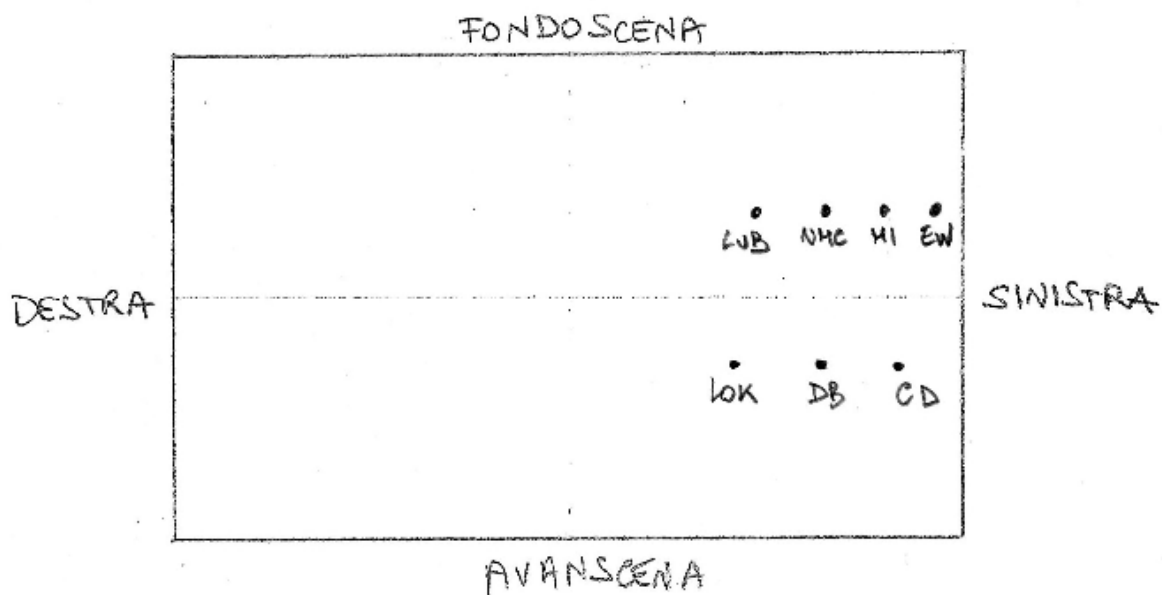 FONDOSCENA
LUB NMC MI EW
DESTRA SINISTRA
LOK DB CD
AVANSCENA